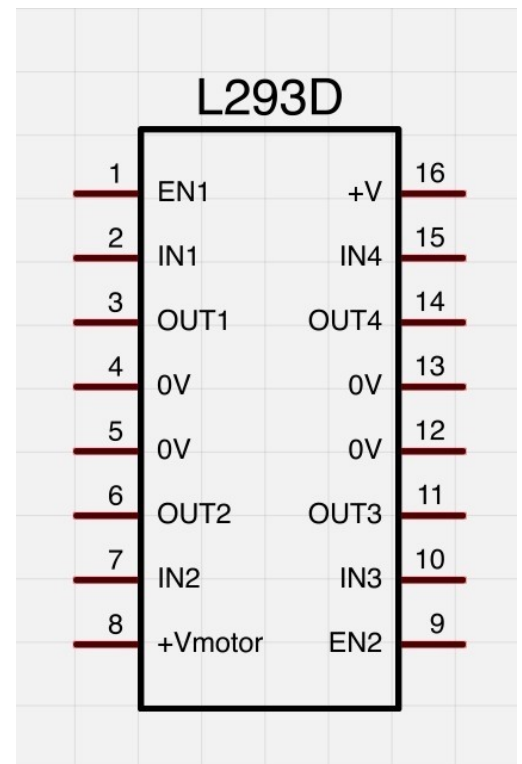 L293D
1 EN1 +V 16
2 IN1 IN4 15
3 OUT1 OUT4 14
4 0V 0V 13
5 0V 0V 12
6 OUT2 OUT3 11
7 IN2 IN3 10
8 +Vmotor EN2 9